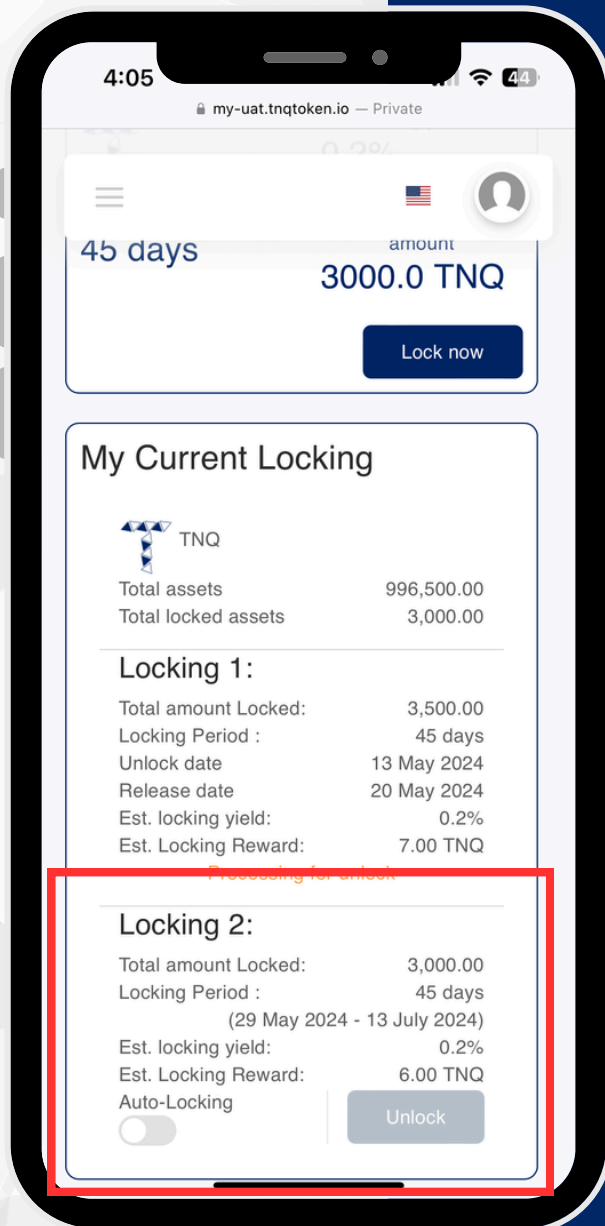 4:05
44
my-uat.tnqtoken.io — Private
45 days
amount
3000.0 TNQ
Lock now
My Current Locking
TNQ
Total assets 996,500.00
Total locked assets 3,000.00
Locking 1:
Total amount Locked: 3,500.00
Locking Period : 45 days
Unlock date 13 May 2024
Release date 20 May 2024
Est. locking yield: 0.2%
Est. Locking Reward: 7.00 TNQ
Processing for unlock
Locking 2:
Total amount Locked: 3,000.00
Locking Period : 45 days
(29 May 2024 - 13 July 2024)
Est. locking yield: 0.2%
Est. Locking Reward: 6.00 TNQ
Auto-Locking
Unlock